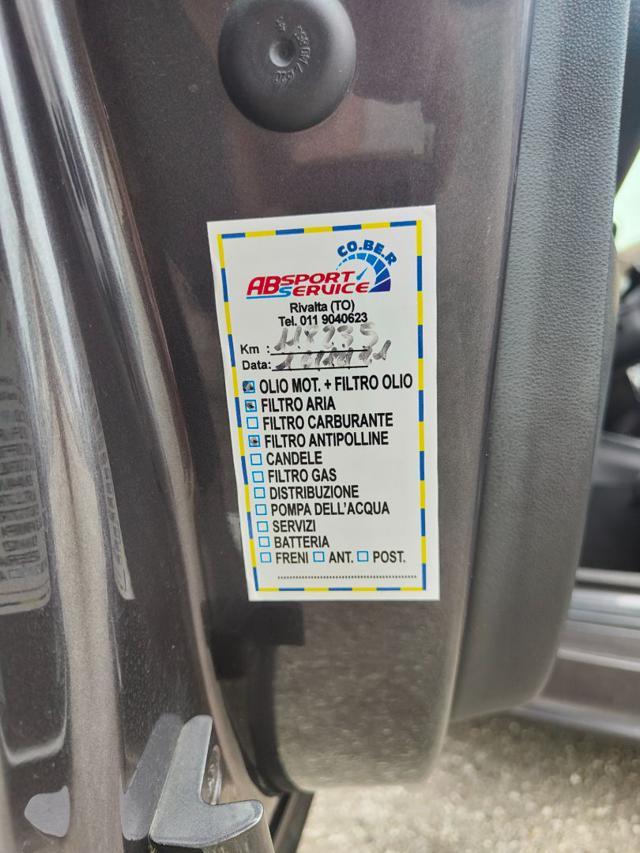 CO.BE.R
ABSPORT
SERVICE
Rivalta (TO)
Tel. 011 9040623
Km :
Data:
OLIO MOT. + FILTRO OLIO
FILTRO ARIA
FILTRO CARBURANTE
FILTRO ANTIPOLLINE
CANDELE
FILTRO GAS
DISTRIBUZIONE
POMPA DELL'ACQUA
SERVIZI
BATTERIA
FRENI ANT. POST.